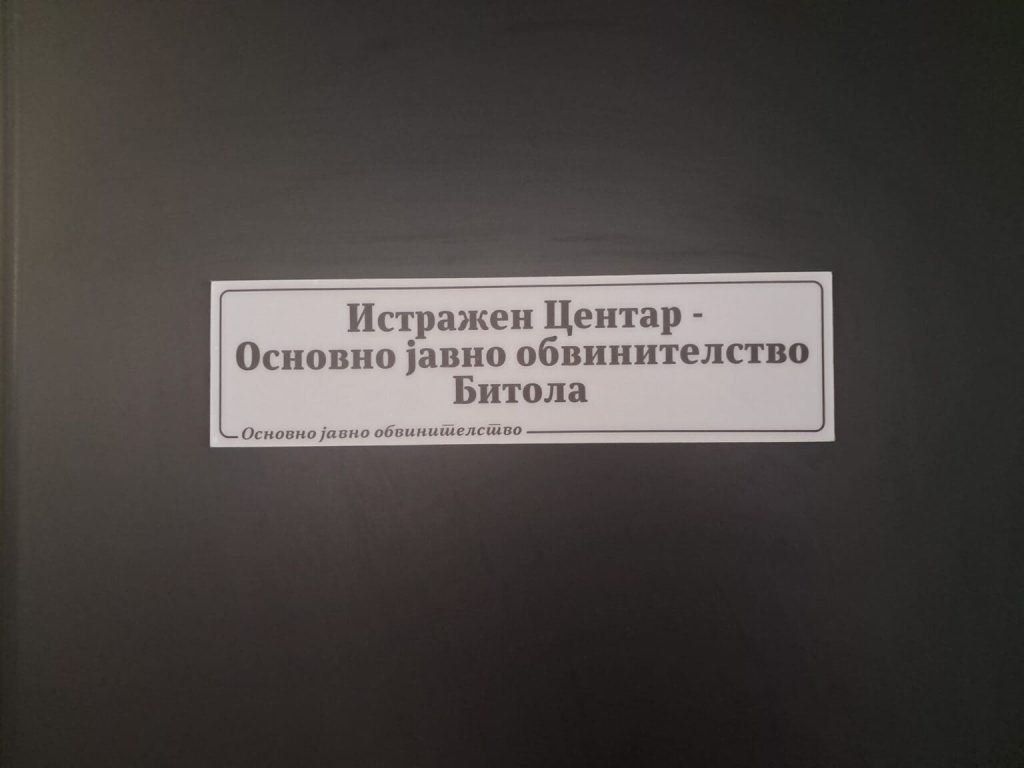 Истражен Центар -
Основно јавно обвинителство
Битола
Основно јавно обвинителство